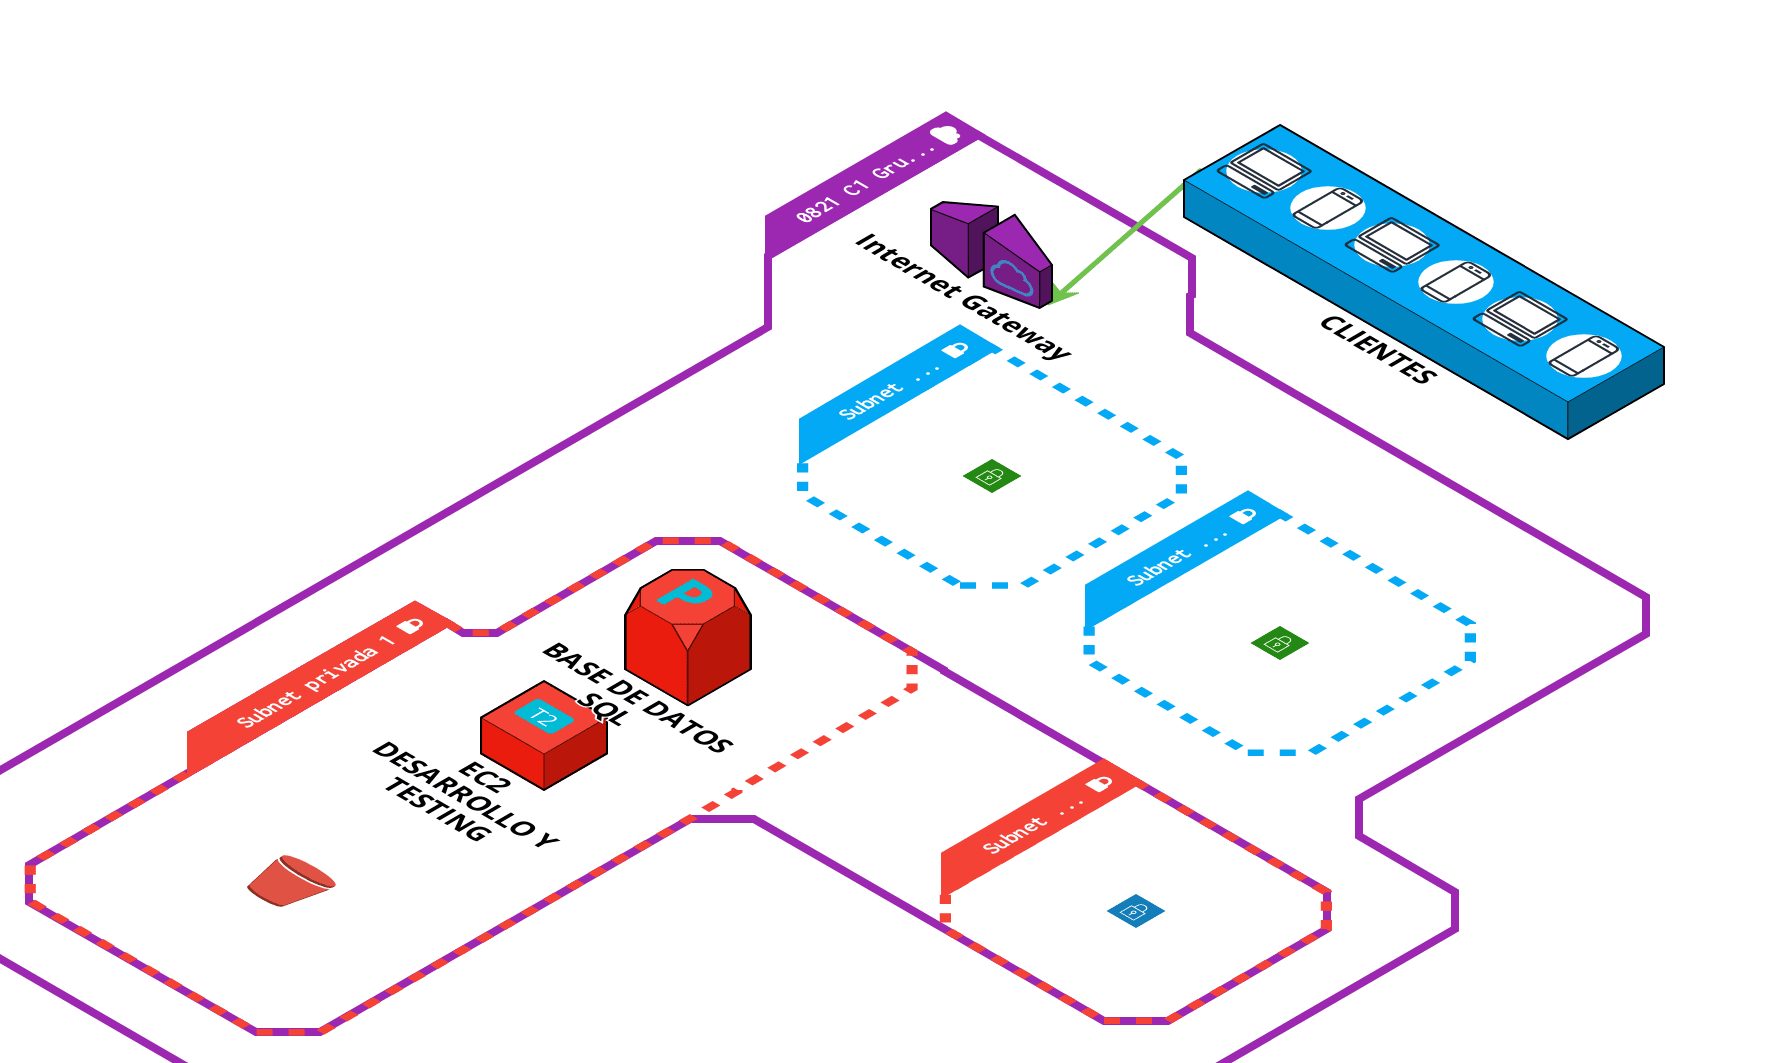 0821 C1 Gru...
Internet Gateway
CLIENTES
Subnet ...
Subnet ...
Subnet privada 1
P
BASE DE DATOS
SQL
T2
EC2
DESARROLLO Y
TESTING
Subnet ...